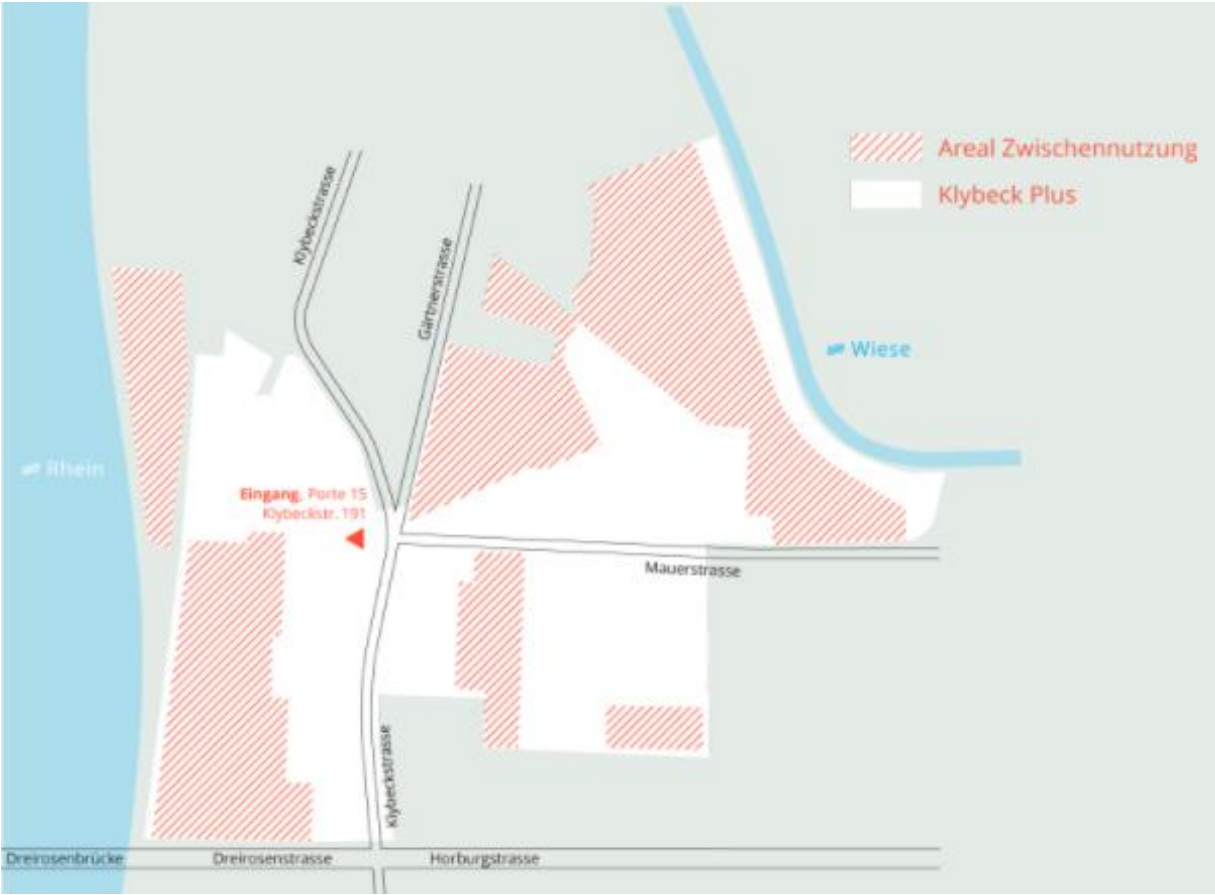 Areal Zwischennutzung
Klybeck Plus
Klybeckstrasse
Gärtnerstrasse
Wiese
Rhein
Eingang, Porte 15
Klybeckstr. 191
Mauerstrasse
Klybeckstrasse
Dreirosenbrücke
Dreirosenstrasse
Horburgstrasse